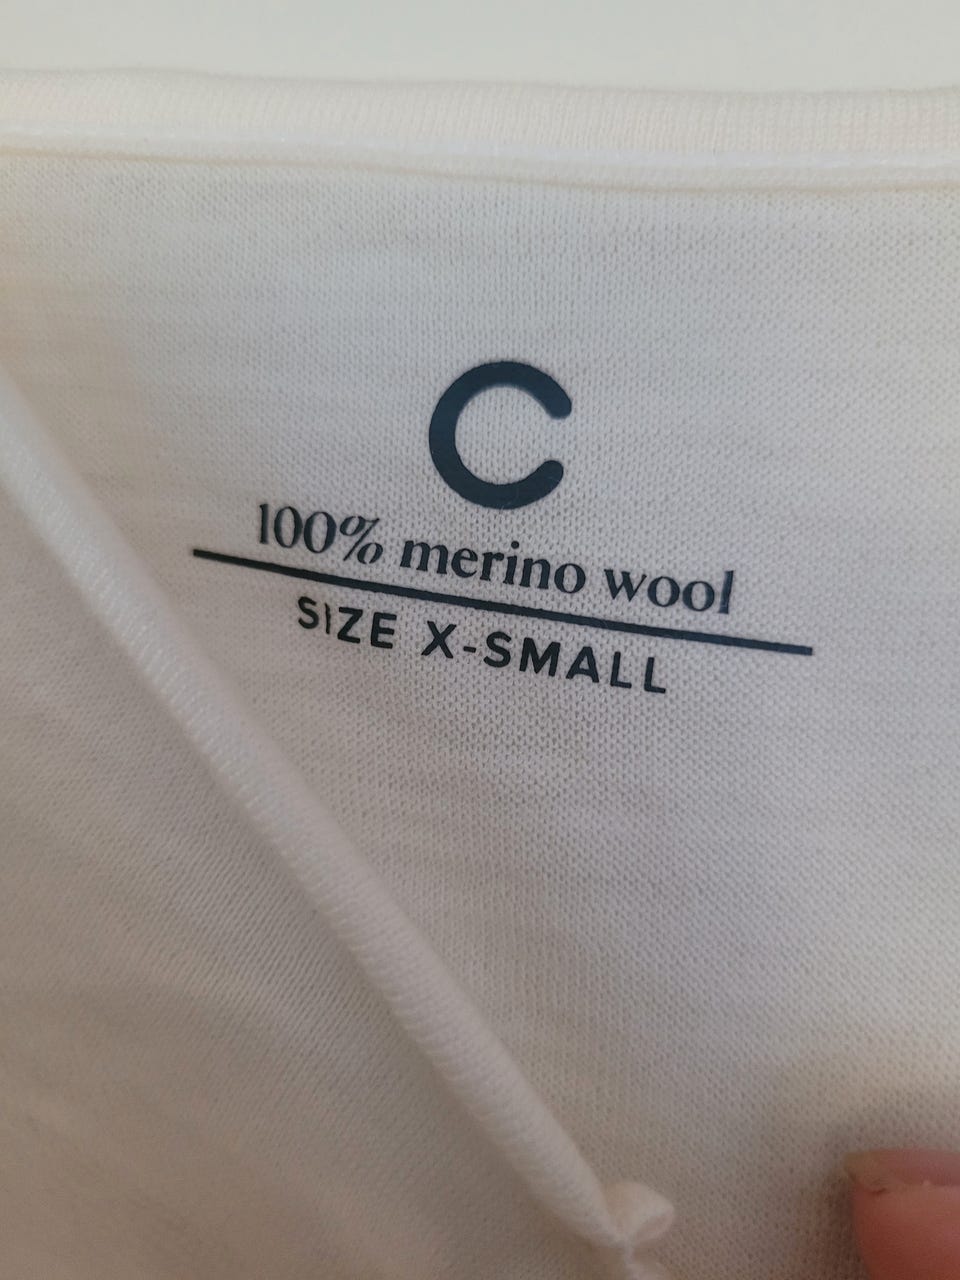 C
100% merino wool
SIZE X-SMALL